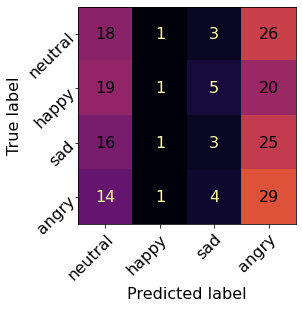 True label
neutral 18 1 3 26
happy 19 1 5 20
sad 16 1 3 25
angry 14 1 4 29
neutral happy sad angry
Predicted label